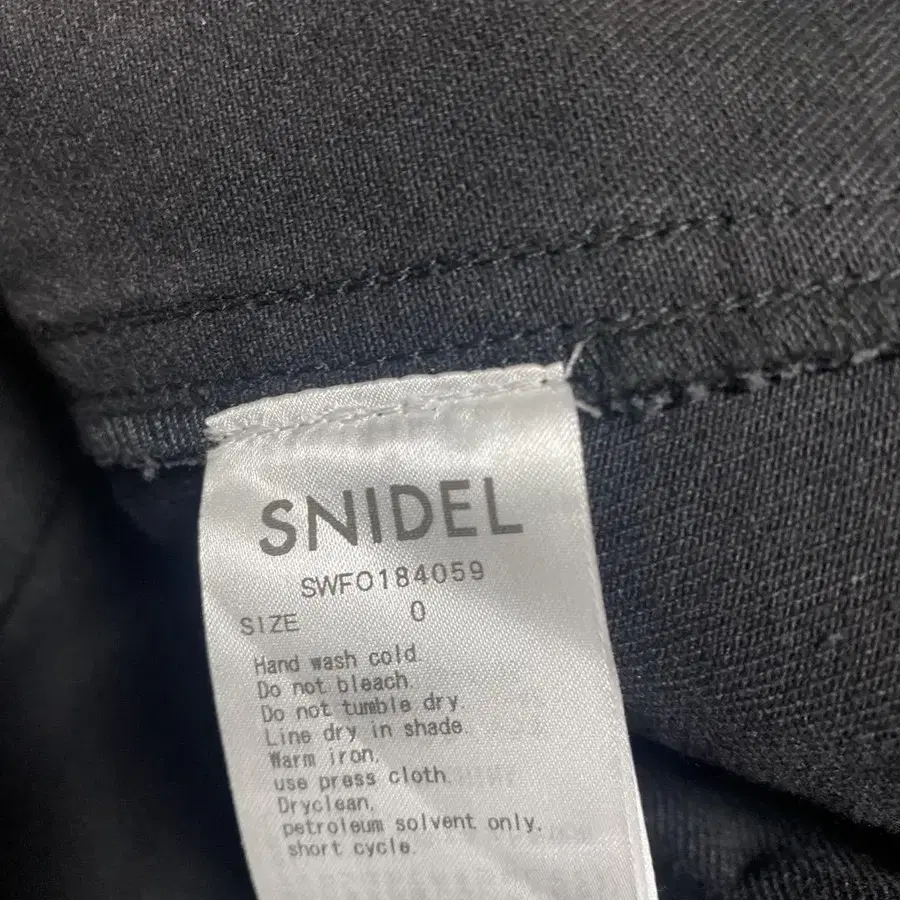 SNIDEL
SWFO184059
SIZE 0
Hand wash cold.
Do not bleach.
Do not tumble dry.
Line dry in shade.
Warm iron,
use press cloth.
Dryclean,
petroleum solvent only,
short cycle.